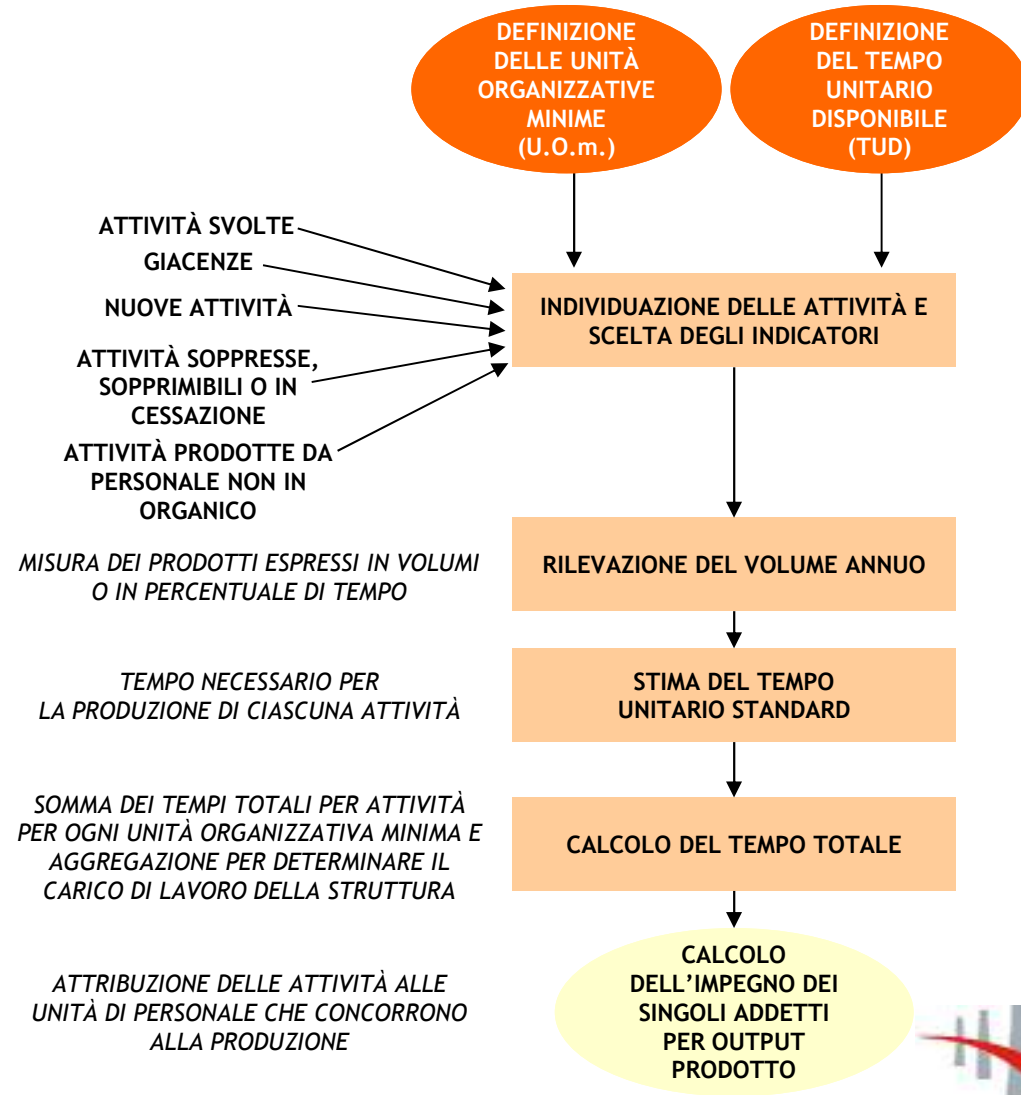 DEFINIZIONE
DELLE UNITÀ
ORGANIZZATIVE
MINIME
(U.O.m.)
DEFINIZIONE
DEL TEMPO
UNITARIO
DISPONIBILE
(TUD)
ATTIVITÀ SVOLTE
GIACENZE
NUOVE ATTIVITÀ
ATTIVITÀ SOPPRESSE,
SOPPRIMIBILI O IN
CESSAZIONE
ATTIVITÀ PRODOTTE DA
PERSONALE NON IN
ORGANICO
INDIVIDUAZIONE DELLE ATTIVITÀ E
SCELTA DEGLI INDICATORI
MISURA DEI PRODOTTI ESPRESSI IN VOLUMI
O IN PERCENTUALE DI TEMPO
RILEVAZIONE DEL VOLUME ANNUO
TEMPO NECESSARIO PER
LA PRODUZIONE DI CIASCUNA ATTIVITÀ
STIMA DEL TEMPO
UNITARIO STANDARD
SOMMA DEI TEMPI TOTALI PER ATTIVITÀ
PER OGNI UNITÀ ORGANIZZATIVA MINIMA E
AGGREGAZIONE PER DETERMINARE IL
CARICO DI LAVORO DELLA STRUTTURA
CALCOLO DEL TEMPO TOTALE
ATTRIBUZIONE DELLE ATTIVITÀ ALLE
UNITÀ DI PERSONALE CHE CONCORRONO
ALLA PRODUZIONE
CALCOLO
DELL’IMPEGNO DEI
SINGOLI ADDETTI
PER OUTPUT
PRODOTTO